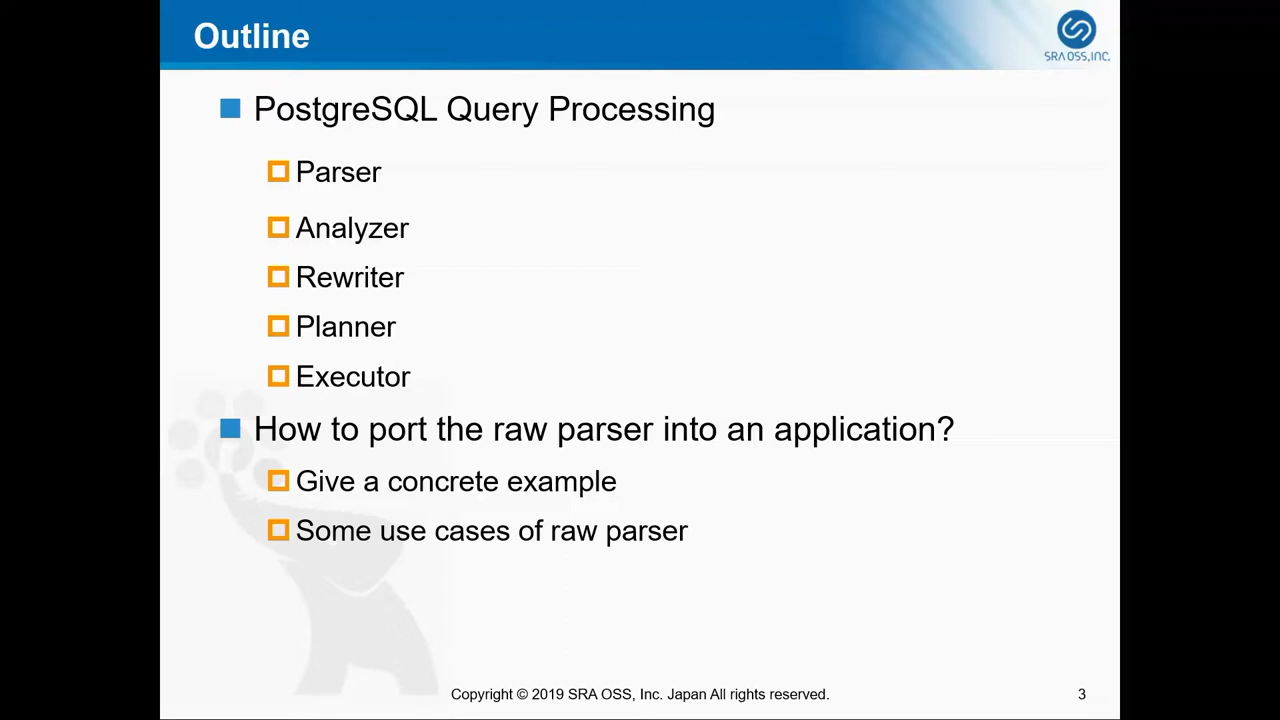 Outline
SRA OSS, INC.
PostgreSQL Query Processing
Parser
Analyzer
Rewriter
Planner
Executor
How to port the raw parser into an application?
Give a concrete example
Some use cases of raw parser
Copyright © 2019 SRA OSS, Inc. Japan All rights reserved.
3